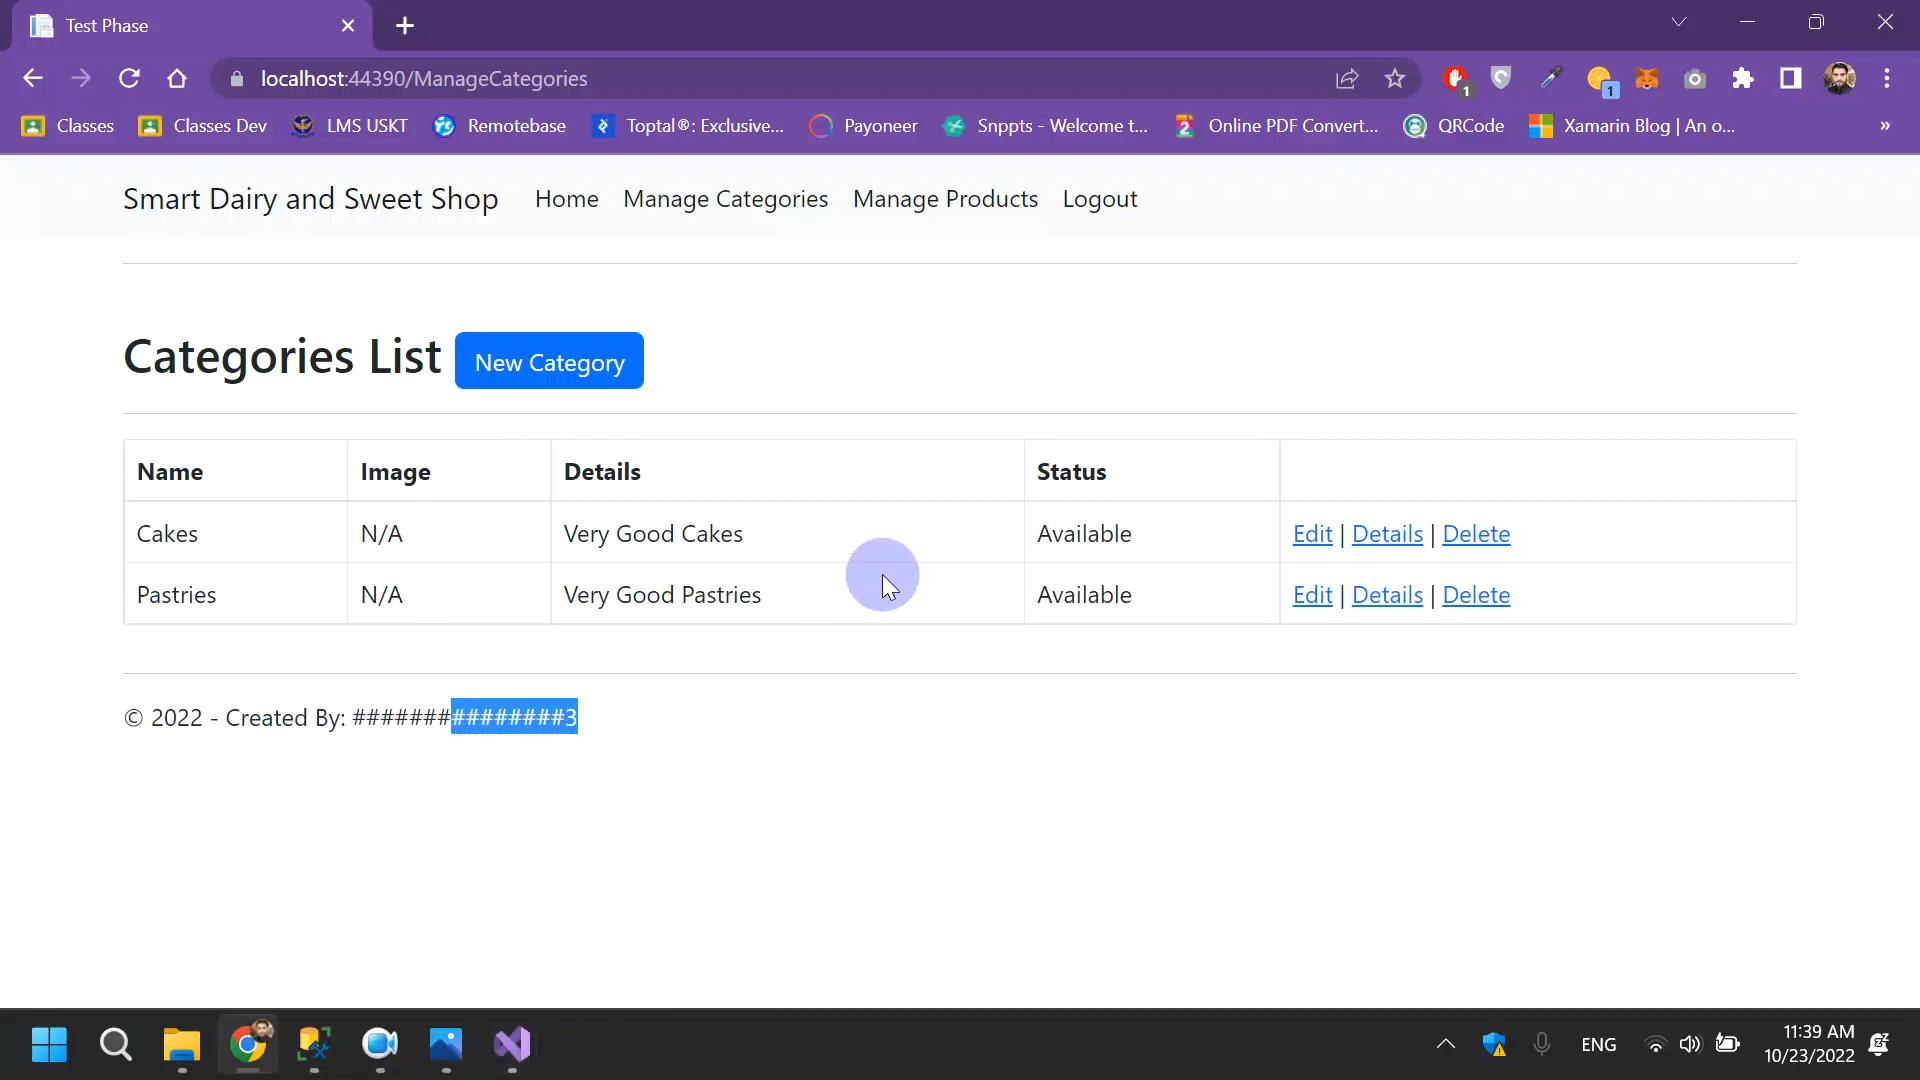 Test Phase
localhost:44390/ManageCategories
1
1
Classes Classes Dev LMS USKT Remotebase Toptal®: Exclusive... Payoneer Snppts - Welcome t... Online PDF Convert... QRCode Xamarin Blog | An o... »
Smart Dairy and Sweet Shop Home Manage Categories Manage Products Logout
Categories List New Category
Name Image Details Status
Cakes N/A Very Good Cakes Available Edit | Details | Delete
Pastries N/A Very Good Pastries Available Edit | Details | Delete
© 2022 - Created By: ###############3
ENG
11:39 AM
10/23/2022